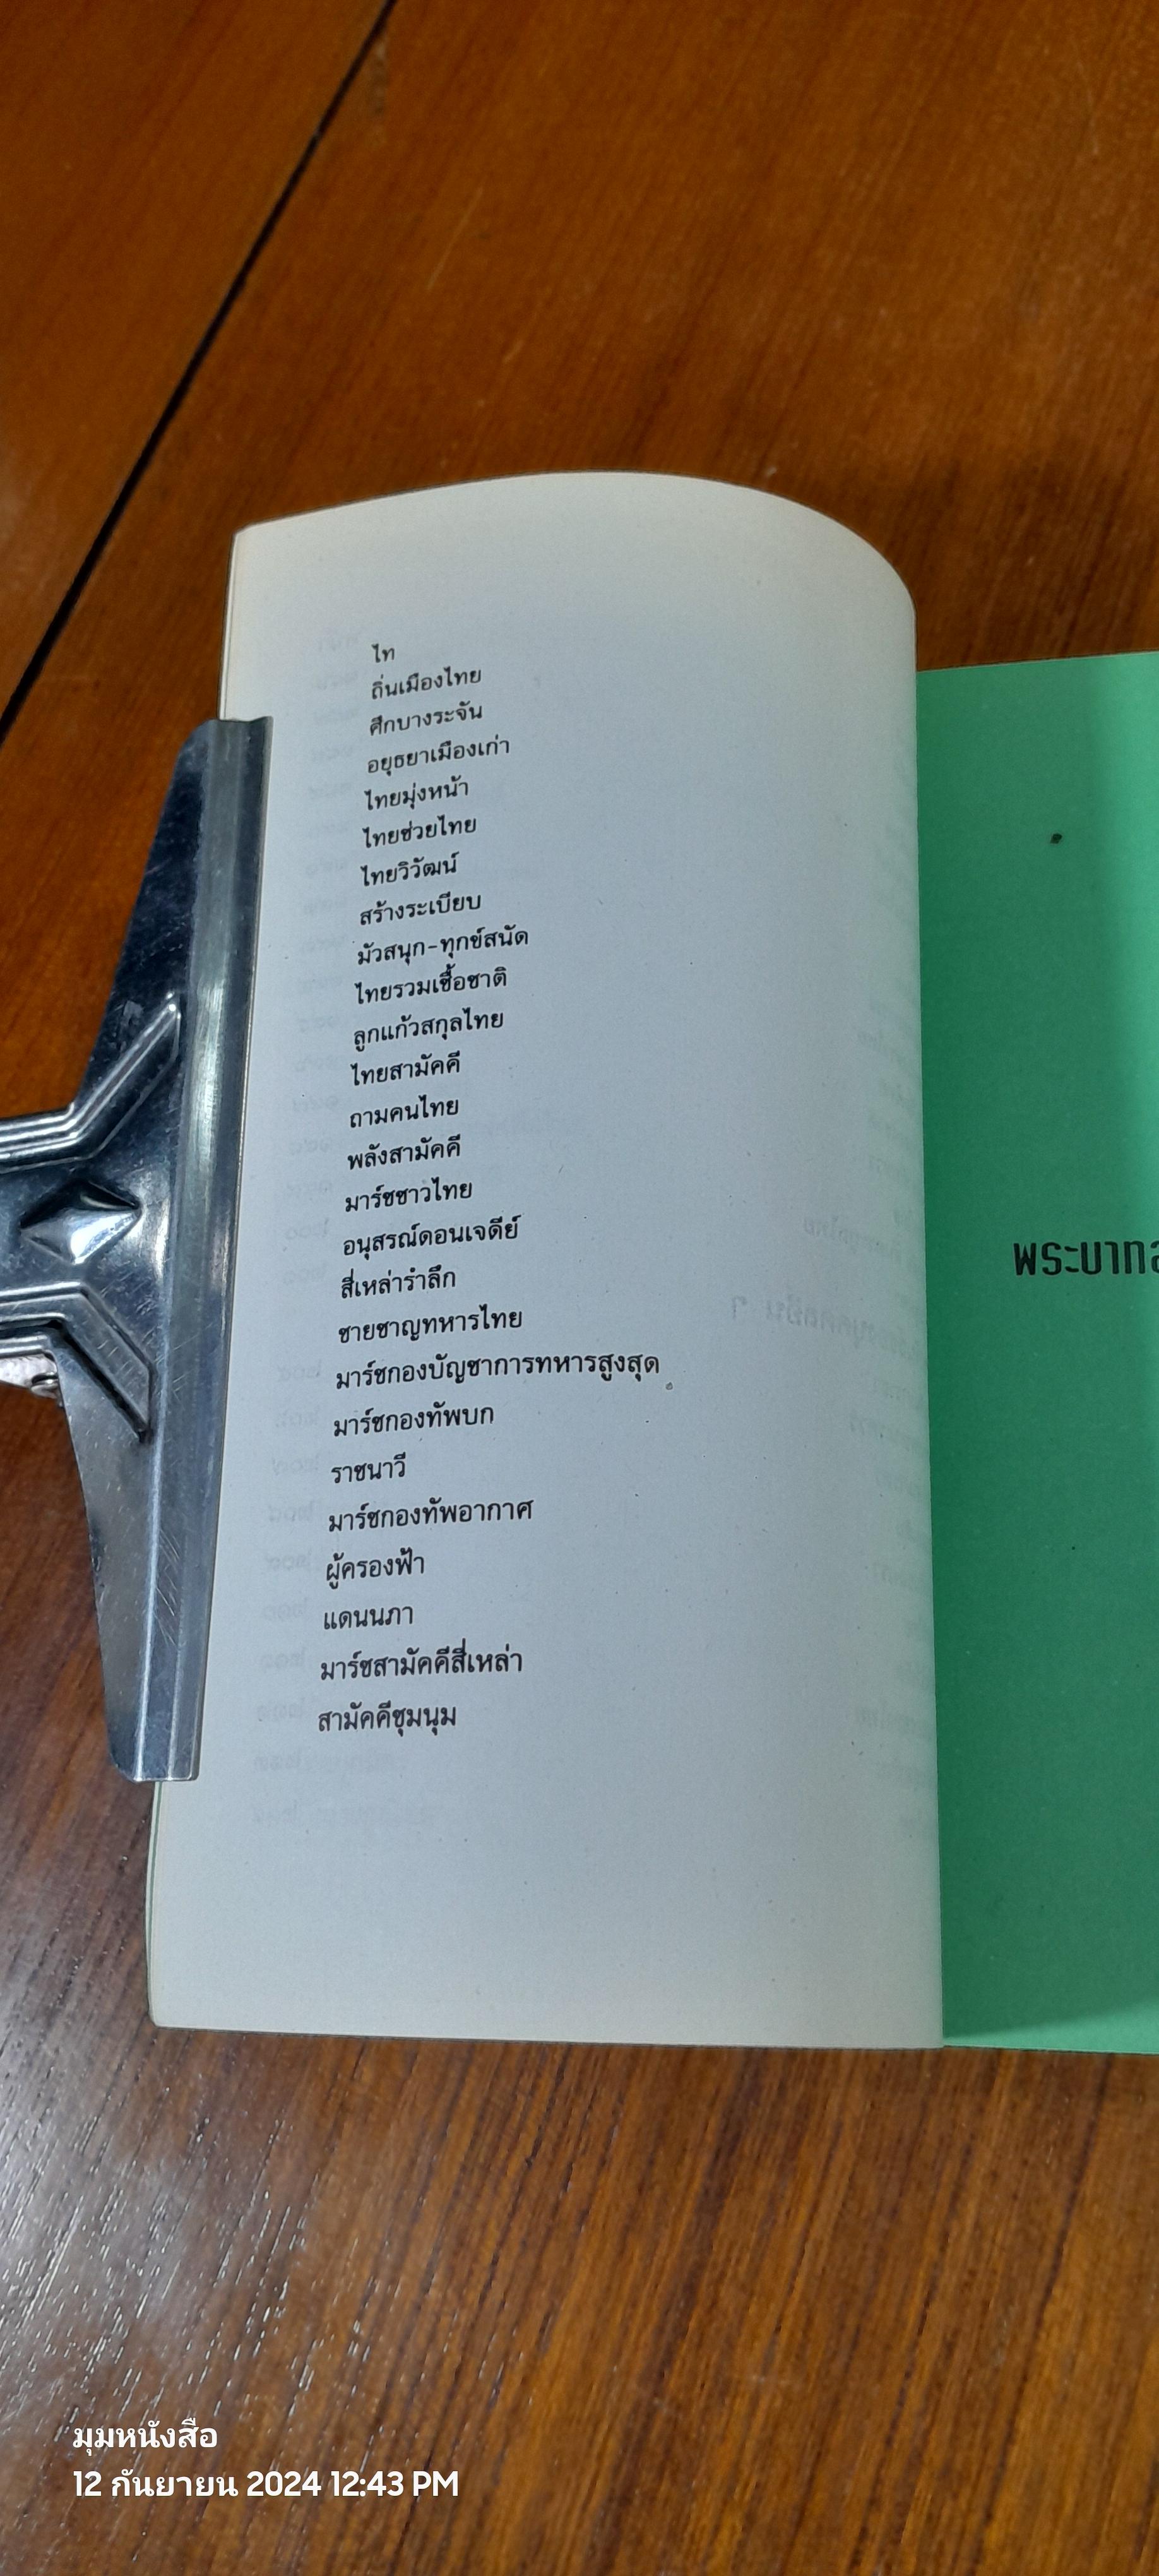 ไท
ถิ่นเมืองไทย
ศึกบางระจัน
อยุธยาเมืองเก่า
ไทยมุ่งหน้า
ไทยช่วยไทย
ไทยวิวัฒน์
สร้างระเบียบ
มัวสนุก-ทุกข์สนัด
ไทยรวมเชื้อชาติ
ลูกแก้วสกุลไทย
ไทยสามัคคี
ถามคนไทย
พลังสามัคคี
มาร์ชชาวไทย
อนุสรณ์ดอนเจดีย์
สี่เหล่ารำลึก
ชายชาญทหารไทย
มาร์ชกองบัญชาการทหารสูงสุด
มาร์ชกองทัพบก
ราชนาวี
มาร์ชกองทัพอากาศ
ผู้ครองฟ้า
แดนนภา
มาร์ชสามัคคีสี่เหล่า
สามัคคีชุมนุม
พระบาท
มุมหนังสือ
12 กันยายน 2024 12:43 PM